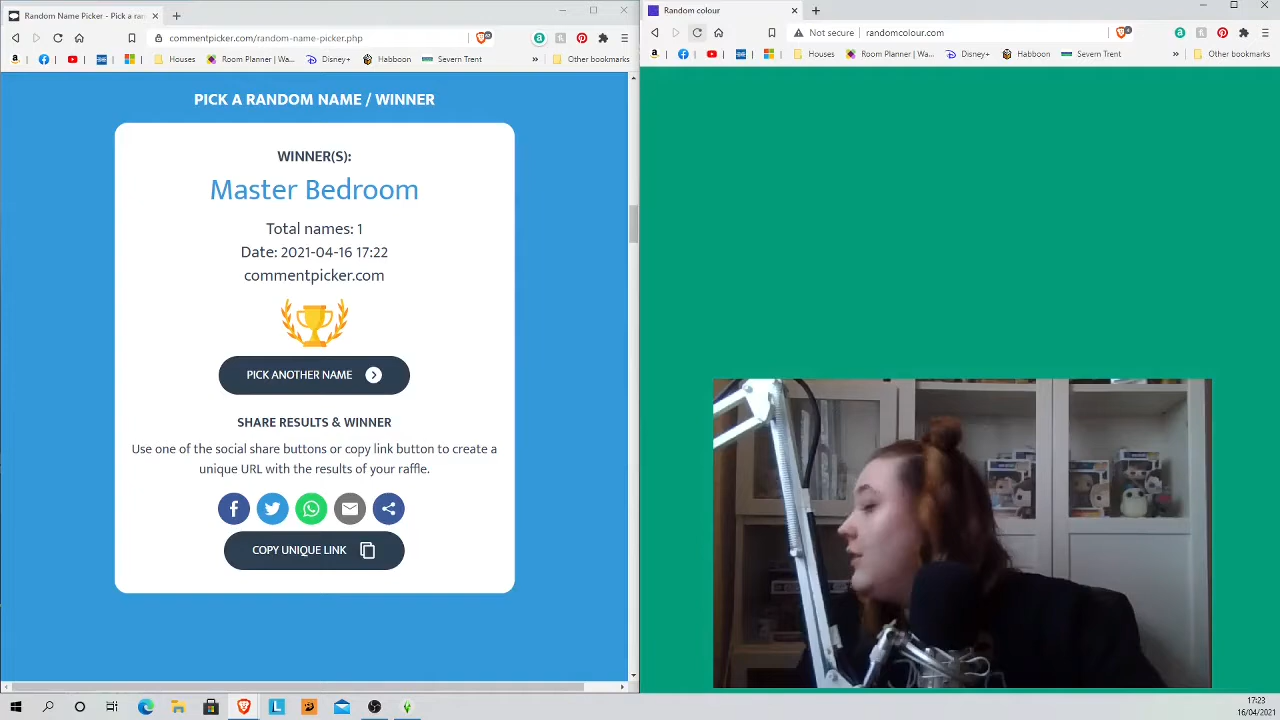 Random Name Picker - Pick a ran
commentpicker.com/random-name-picker.php
Houses
Room Planner | Wa...
Disney+
Habboon
Severn Trent
»
Other bookmarks
PICK A RANDOM NAME / WINNER
WINNER(S):
Master Bedroom
Total names: 1
Date: 2021-04-16 17:22
commentpicker.com
PICK ANOTHER NAME
SHARE RESULTS & WINNER
Use one of the social share buttons or copy link button to create a
unique URL with the results of your raffle.
COPY UNIQUE LINK
Random colour
Not secure
randomcolour.com
4
Houses
Room Planner | Wa...
Disney+
Habboon
Severn Trent
»
Other bookmarks
17:23
16/04/2021